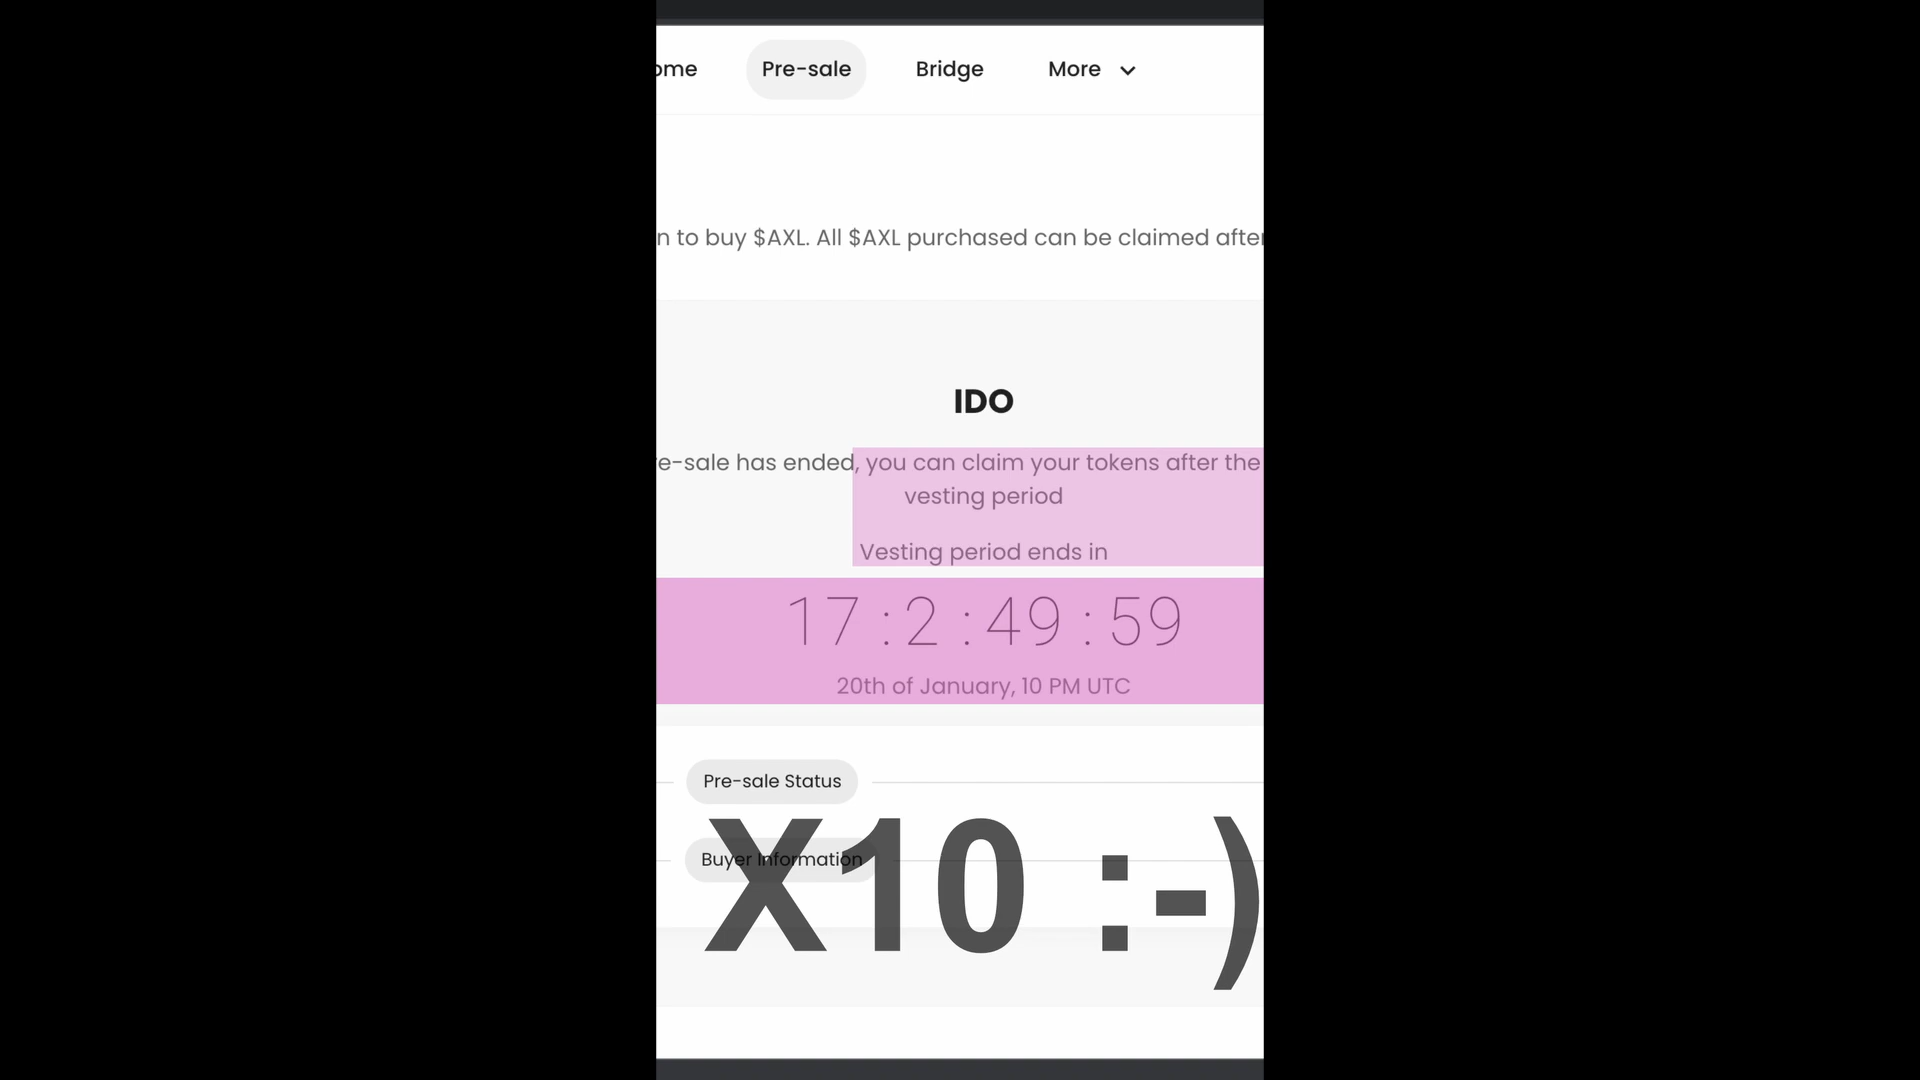 ome Pre-sale Bridge More
n to buy $AXL. All $AXL purchased can be claimed after
IDO
e-sale has ended, you can claim your tokens after the
vesting period
Vesting period ends in
17 : 2 : 49 : 59
20th of January, 10 PM UTC
Pre-sale Status
Buyer Information
X10 :-)